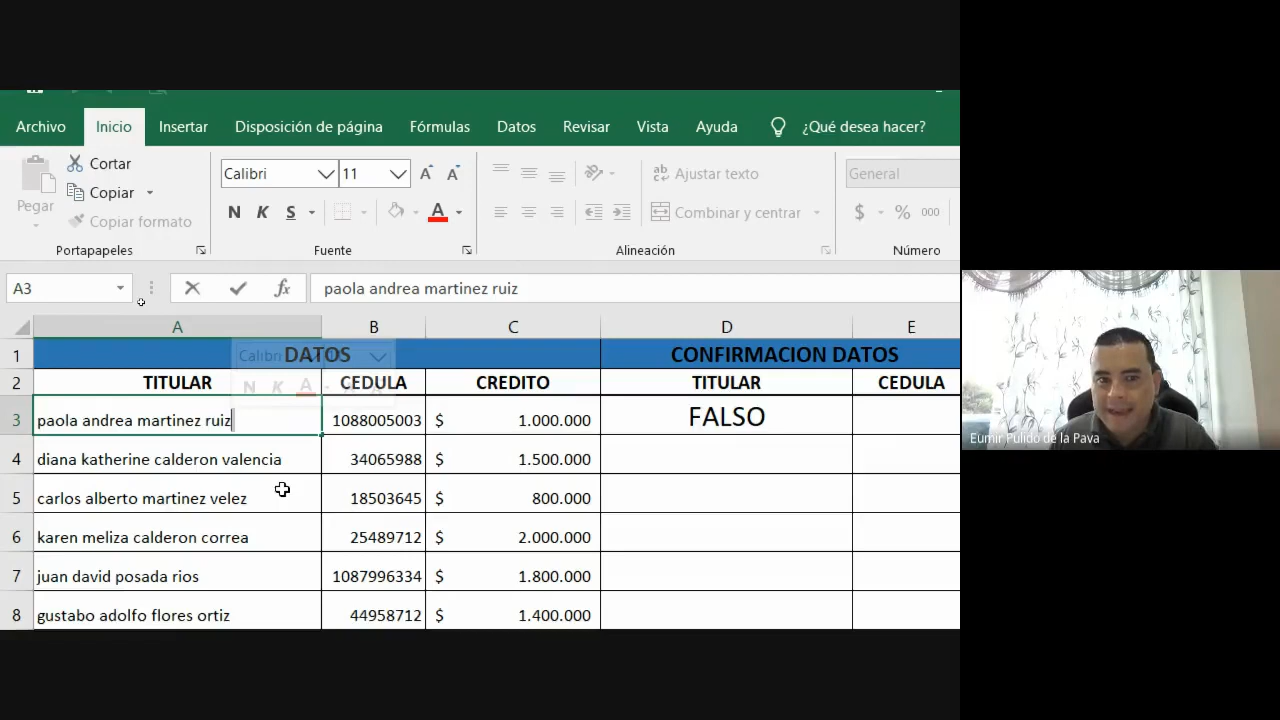 Archivo Inicio Insertar Disposición de página Fórmulas Datos Revisar Vista Ayuda ¿Qué desea hacer?
Pegar Cortar Calibri 11 Ajustar texto General
Copiar N K S A Combinar y centrar $ % 000
Copiar formato
Portapapeles Fuente Alineación Número
A3 fx paola andrea martinez ruiz
A B C D E
1 DATOS CONFIRMACION DATOS
2 TITULAR CEDULA CREDITO TITULAR CEDULA
3 paola andrea martinez ruiz 1088005003 $ 1.000.000 FALSO
4 diana katherine calderon valencia 34065988 $ 1.500.000
5 carlos alberto martinez velez 18503645 $ 800.000
6 karen meliza calderon correa 25489712 $ 2.000.000
7 juan david posada rios 1087996334 $ 1.800.000
8 gustabo adolfo flores ortiz 44958712 $ 1.400.000
Eumir Pulido de la Pava